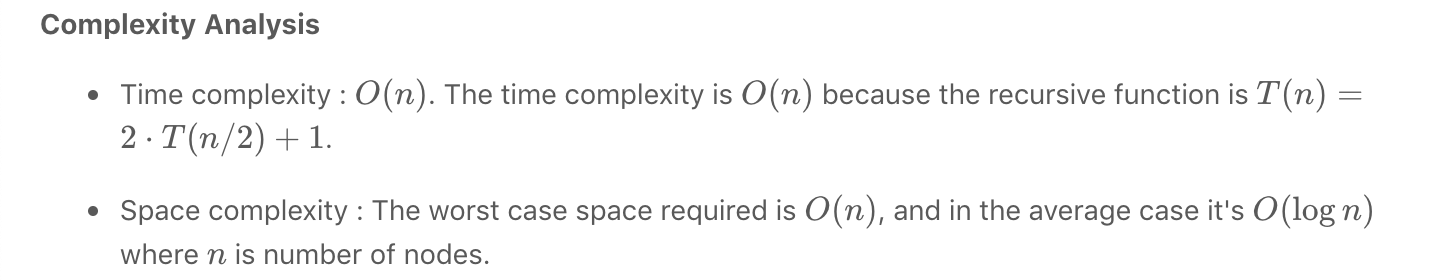 Complexity Analysis
• Time complexity : O(n). The time complexity is O(n) because the recursive function is T(n) =
2 · T(n/2) + 1.
• Space complexity : The worst case space required is O(n), and in the average case it's O(log n)
where n is number of nodes.